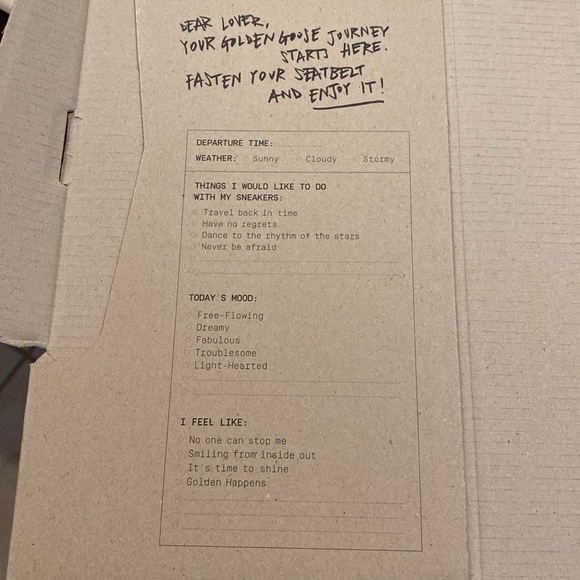 DEAR LOVER,
YOUR GOLDEN GOOSE JOURNEY
STARTS HERE.
FASTEN YOUR SEATBELT
AND ENJOY IT!
DEPARTURE TIME:
WEATHER: Sunny Cloudy Stormy
THINGS I WOULD LIKE TO DO
WITH MY SNEAKERS:
Travel back in time
Have no regrets
Dance to the rhythm of the stars
Never be afraid
TODAY'S MOOD:
Free-Flowing
Dreamy
Fabulous
Troublesome
Light-Hearted
I FEEL LIKE:
No one can stop me
Smiling from inside out
It's time to shine
Golden Happens